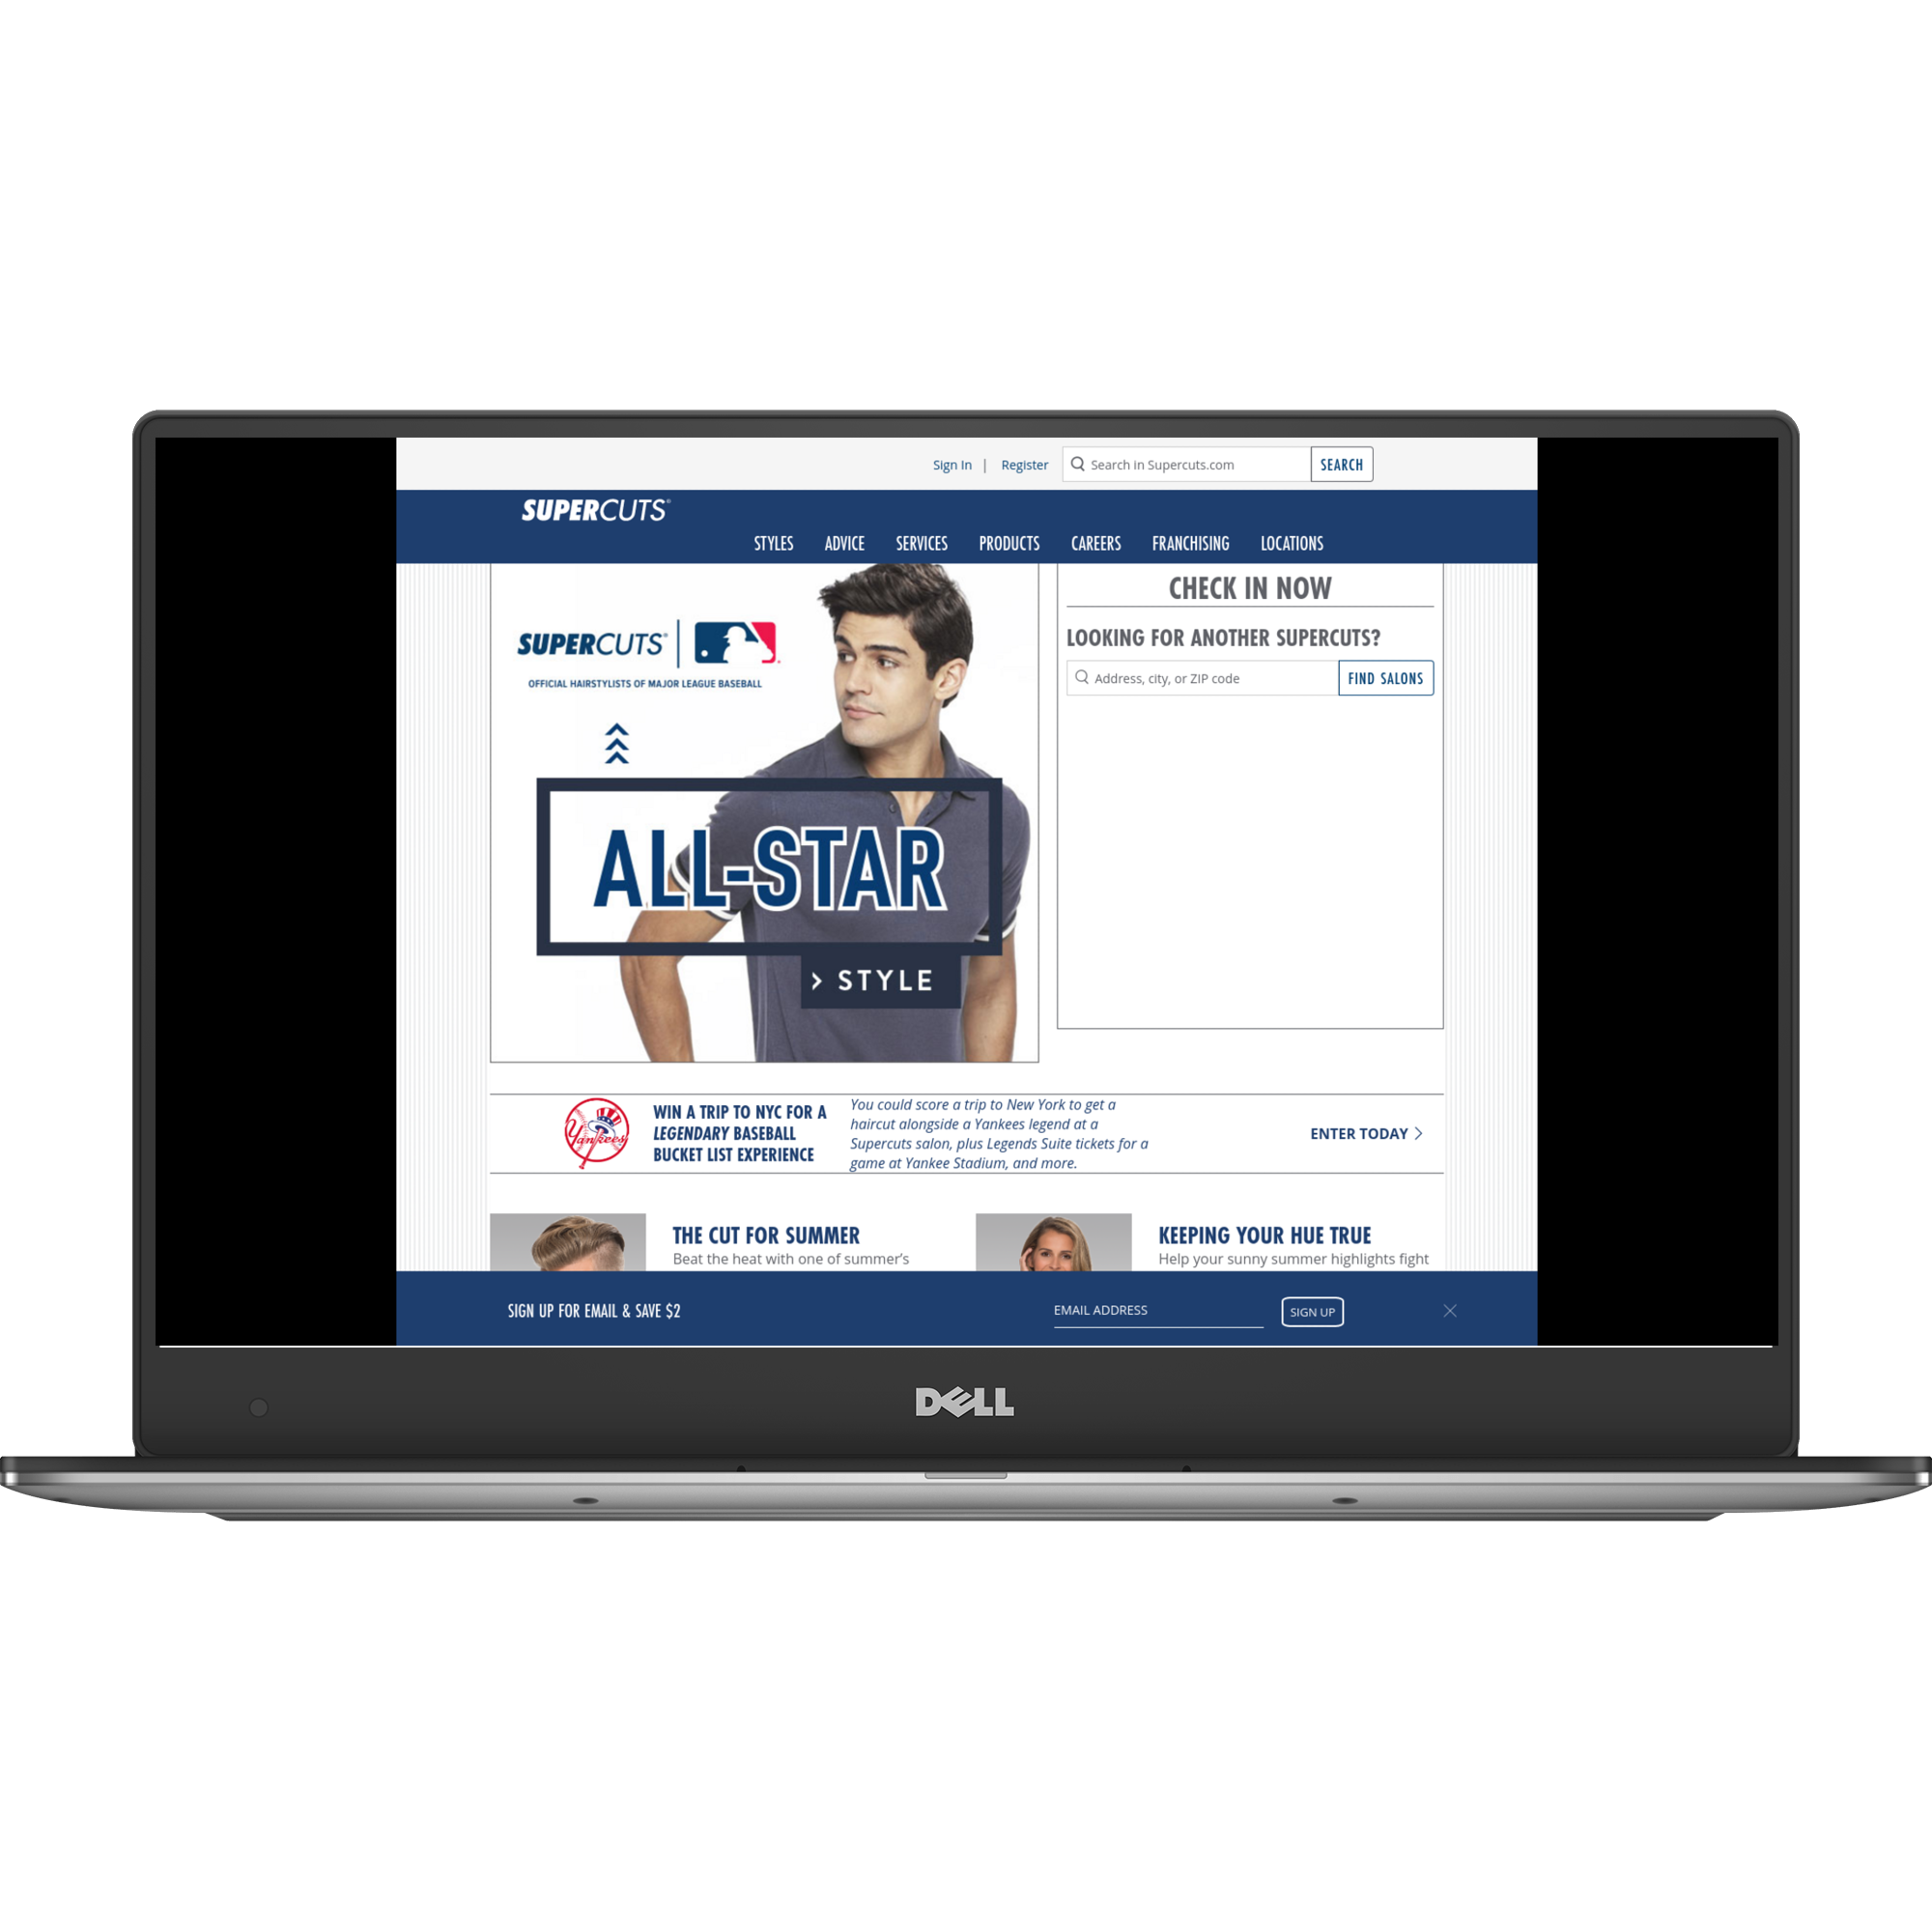 Sign In | Register
Search in Supercuts.com
SEARCH
SUPERCUTS®
STYLES ADVICE SERVICES PRODUCTS CAREERS FRANCHISING LOCATIONS
SUPERCUTS®
OFFICIAL HAIRSTYLISTS OF MAJOR LEAGUE BASEBALL
ALL-STAR
> STYLE
CHECK IN NOW
LOOKING FOR ANOTHER SUPERCUTS?
Address, city, or ZIP code
FIND SALONS
Yankees
WIN A TRIP TO NYC FOR A
LEGENDARY BASEBALL
BUCKET LIST EXPERIENCE
You could score a trip to New York to get a
haircut alongside a Yankees legend at a
Supercuts salon, plus Legends Suite tickets for a
game at Yankee Stadium, and more.
ENTER TODAY >
THE CUT FOR SUMMER
Beat the heat with one of summer’s
KEEPING YOUR HUE TRUE
Help your sunny summer highlights fight
SIGN UP FOR EMAIL & SAVE $2
EMAIL ADDRESS
SIGN UP
DELL